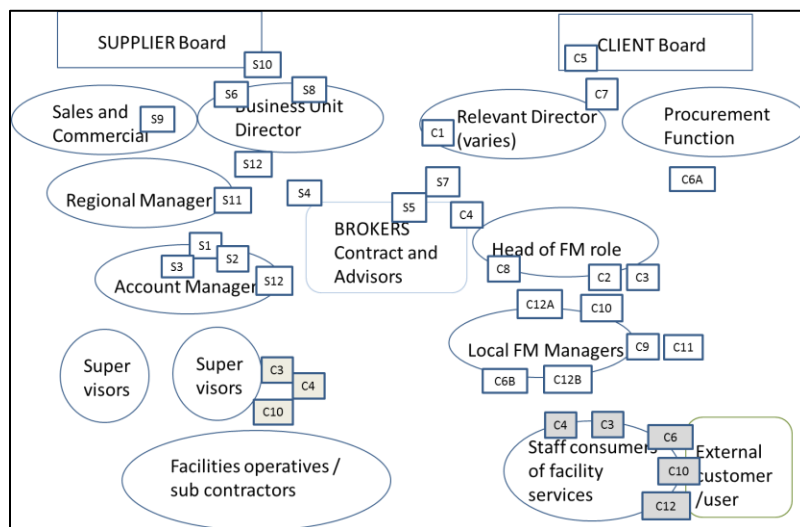 SUPPLIER Board
S10
CLIENT Board
C5
S6
S8
C7
Sales and
Commercial
S9
Business Unit
Director
C1
Relevant Director
(varies)
Procurement
Function
S12
C6A
Regional Manager
S11
S4
S7
S5
C4
BROKERS
Contract and
Advisors
Head of FM role
C8
C2
C3
S1
S3
S2
S12
Account Manager
C12A
C10
Local FM Managers
C9
C11
C6B
C12B
Super
visors
Super
visors
C3
C4
C10
C4
C3
C6
Staff consumers
of facility
services
C10
C12
External
customer
/user
Facilities operatives /
sub contractors